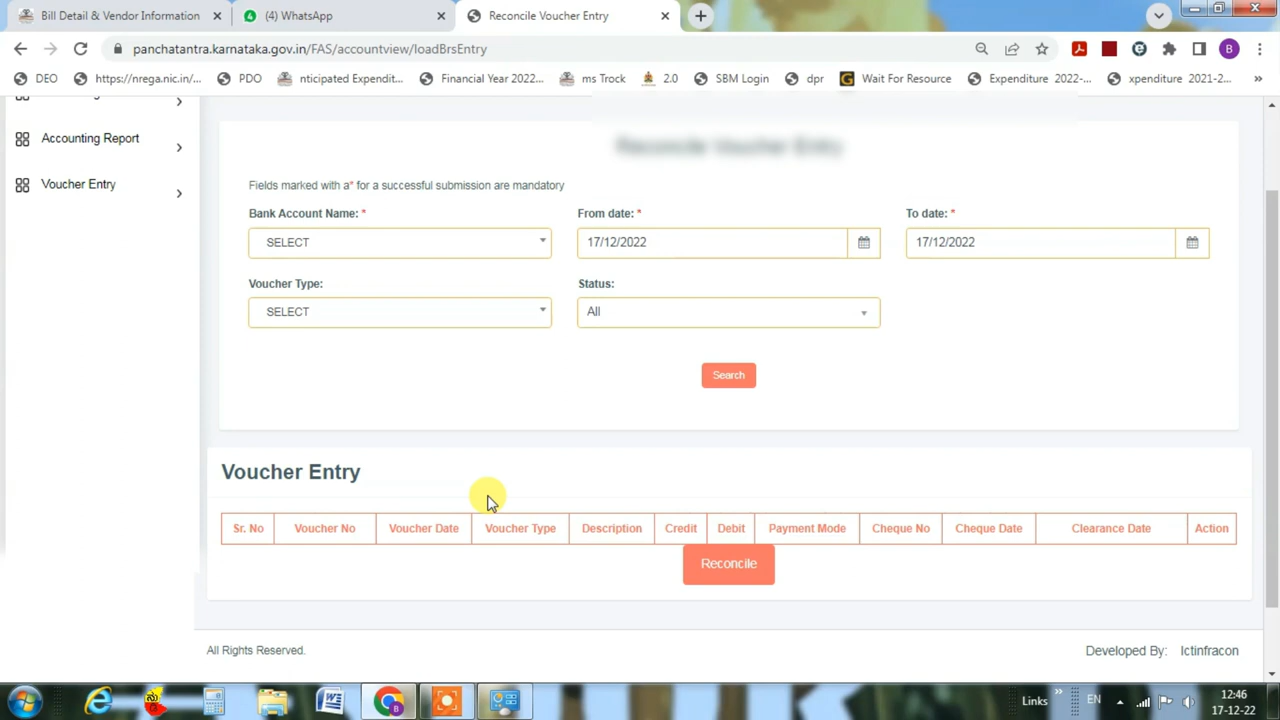 Bill Detail & Vendor Information
(4) WhatsApp
Reconcile Voucher Entry
panchatantra.karnataka.gov.in/FAS/accountview/loadBrsEntry
B
DEO
https://nrega.nic.in/...
PDO
nticipated Expendit...
Financial Year 2022...
ms Trock
2.0
SBM Login
dpr
Wait For Resource
Expenditure 2022-...
xpenditure 2021-2...
»
Accounting Report
Voucher Entry
Reconcile Voucher Entry
Fields marked with a* for a successful submission are mandatory
Bank Account Name: *
From date: *
To date: *
SELECT
17/12/2022
17/12/2022
Voucher Type:
Status:
SELECT
All
Search
Voucher Entry
Sr. No
Voucher No
Voucher Date
Voucher Type
Description
Credit
Debit
Payment Mode
Cheque No
Cheque Date
Clearance Date
Action
Reconcile
All Rights Reserved.
Developed By: Ictinfracon
Links
»
EN
12:46
17-12-22